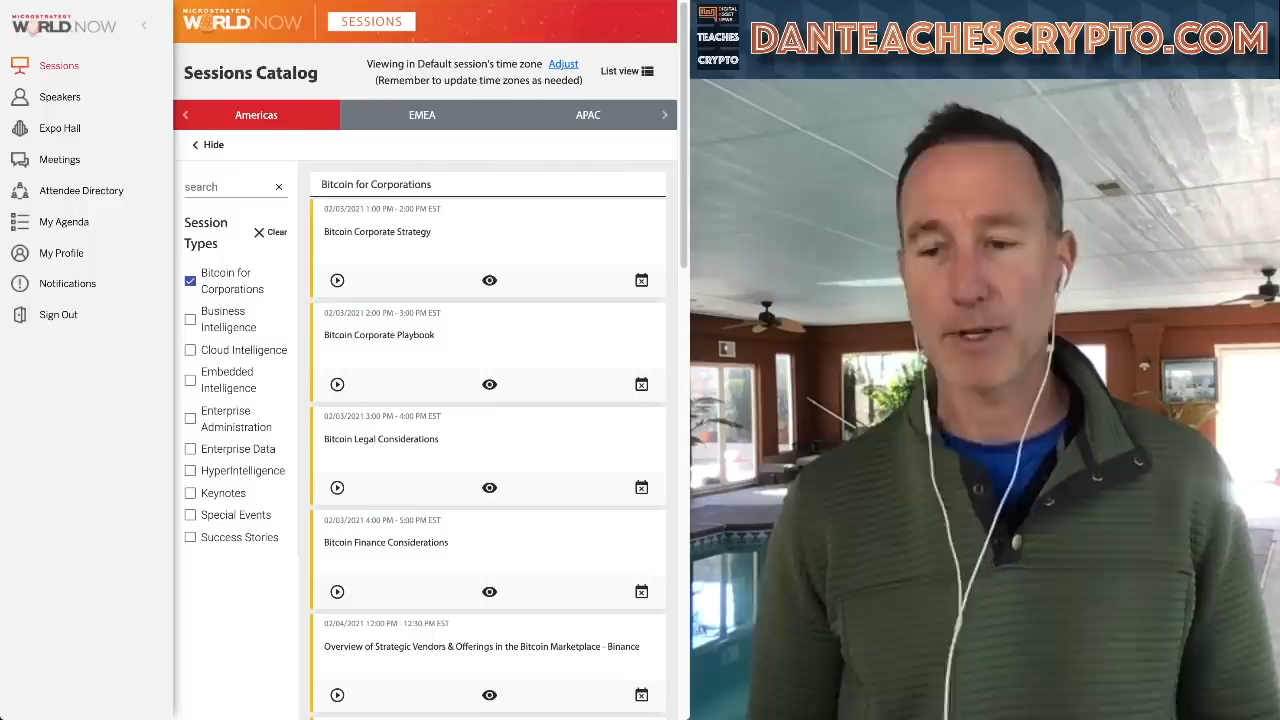 MICROSTRATEGY
WORLD.NOW
Sessions
Speakers
Expo Hall
Meetings
Attendee Directory
My Agenda
My Profile
Notifications
Sign Out
MICROSTRATEGY
WORLD.NOW
SESSIONS
Sessions Catalog
Viewing in Default session's time zone Adjust
(Remember to update time zones as needed)
List view
Americas
EMEA
APAC
Hide
search
Session
Types
Clear
Bitcoin for
Corporations
Business
Intelligence
Cloud Intelligence
Embedded
Intelligence
Enterprise
Administration
Enterprise Data
HyperIntelligence
Keynotes
Special Events
Success Stories
Bitcoin for Corporations
02/03/2021 1:00 PM - 2:00 PM EST
Bitcoin Corporate Strategy
02/03/2021 2:00 PM - 3:00 PM EST
Bitcoin Corporate Playbook
02/03/2021 3:00 PM - 4:00 PM EST
Bitcoin Legal Considerations
02/03/2021 4:00 PM - 5:00 PM EST
Bitcoin Finance Considerations
02/04/2021 12:00 PM - 12:30 PM EST
Overview of Strategic Vendors & Offerings in the Bitcoin Marketplace - Binance
DIGITAL
ASSET
NEWS
TEACHES
CRYPTO
DANTEACHESCRYPTO.COM